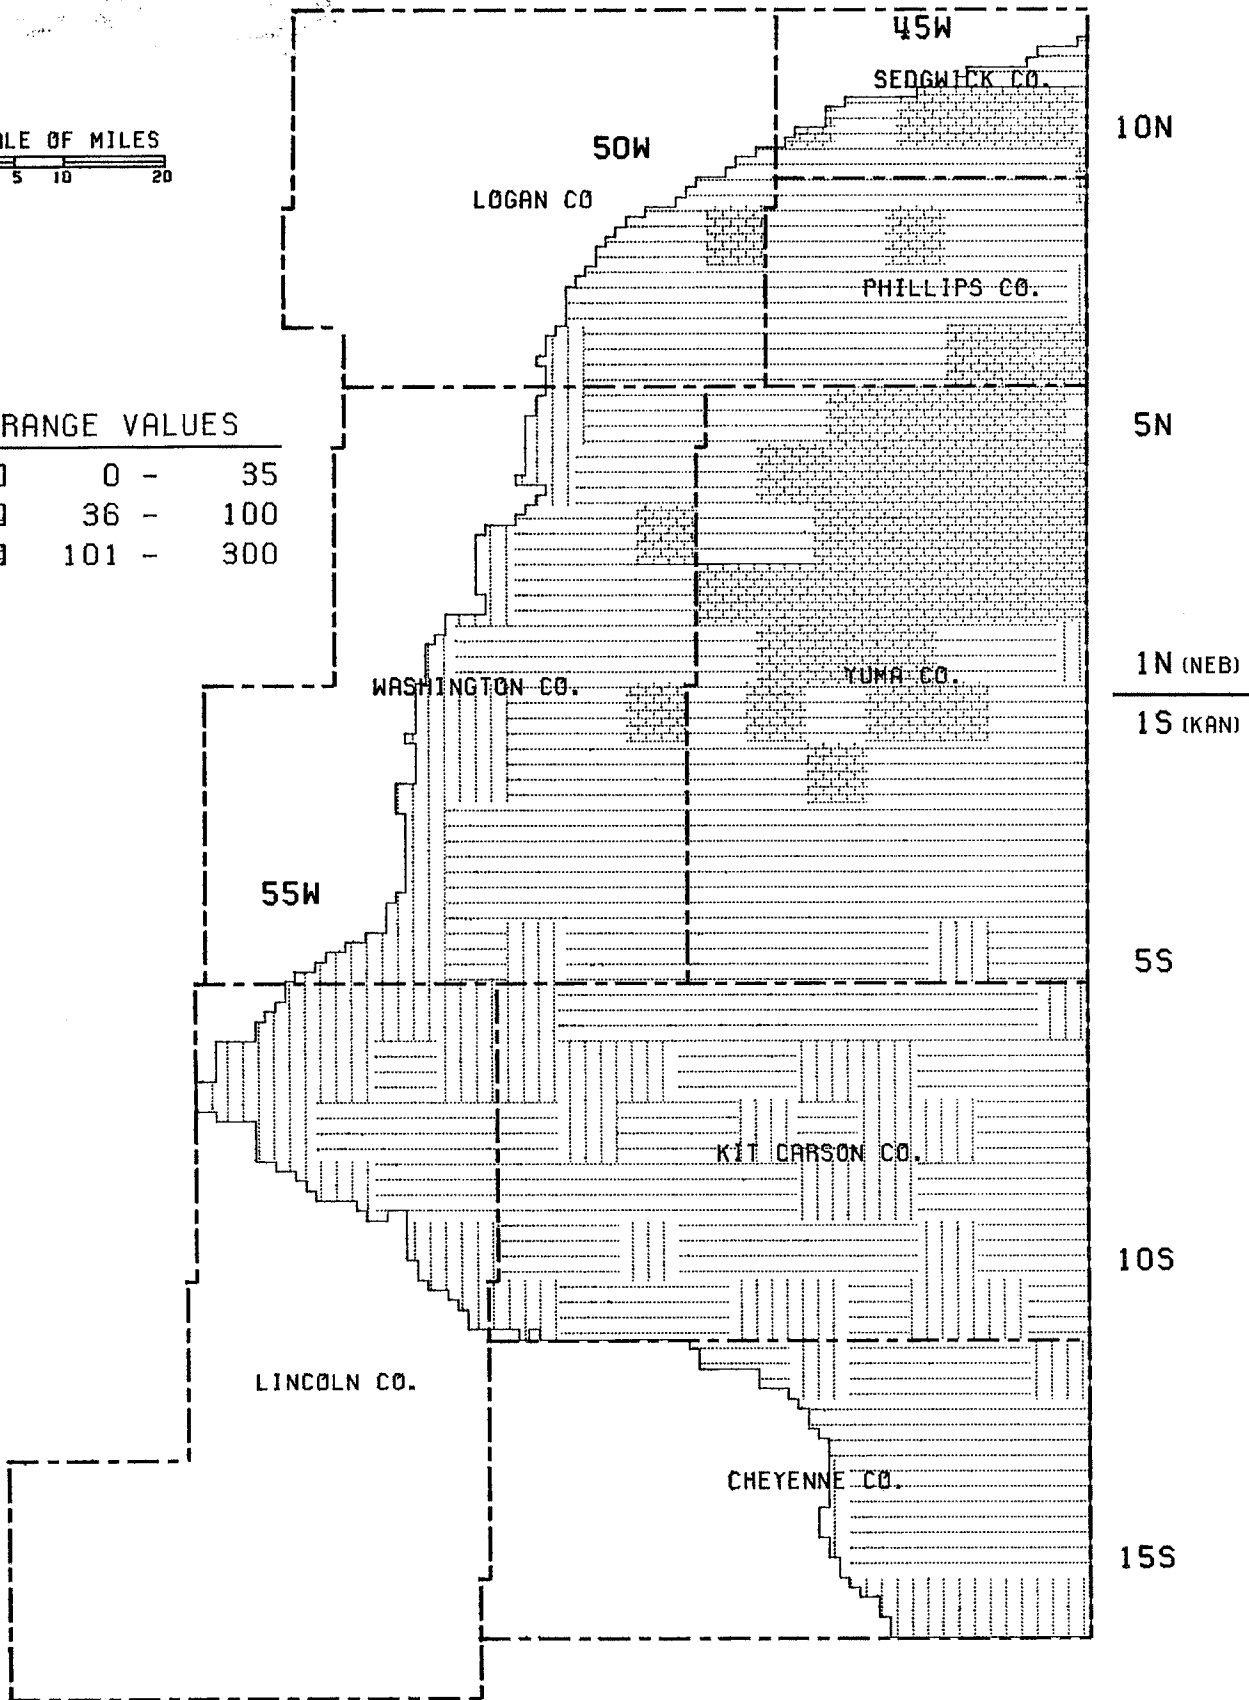 45W
SEDGWICK CO.
10N
LE OF MILES
5 10 20
50W
LOGAN CO
PHILLIPS CO.
RANGE VALUES
0 - 35
36 - 100
101 - 300
5N
1N (NEB)
WASHINGTON CO.
YUMA CO.
1S (KAN)
55W
5S
KIT CARSON CO.
10S
LINCOLN CO.
CHEYENNE CO.
15S